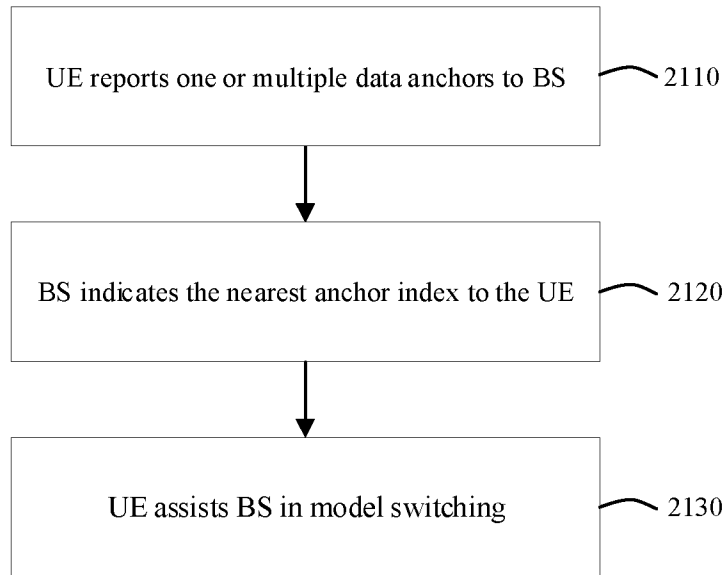 UE reports one or multiple data anchors to BS
2110
BS indicates the nearest anchor index to the UE
2120
UE assists BS in model switching
2130